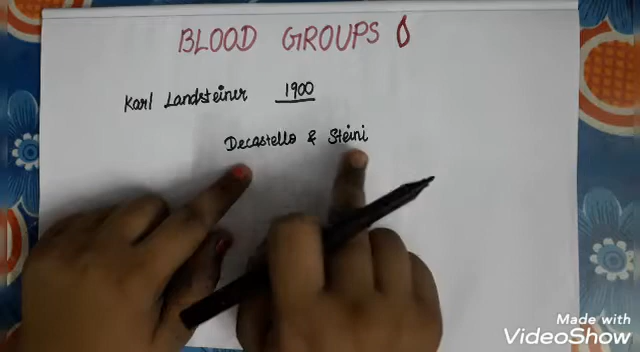 BLOOD GROUPS
Karl Landsteiner 1900
Decastello & Steini
Made with
VideoShow